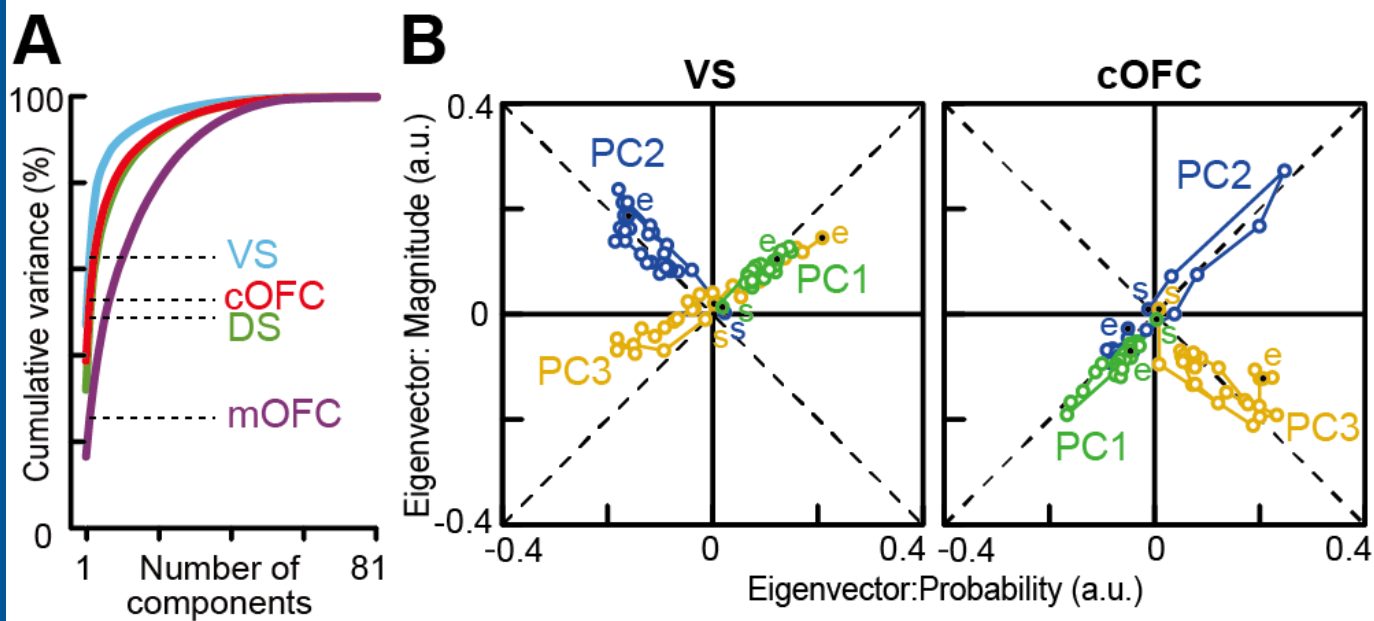 A
100
Cumulative variance (%)
VS
cOFC
DS
mOFC
0
1
Number of
components
81
B
VS
cOFC
0.4
0
-0.4
Eigenvector: Magnitude (a.u.)
PC2
e
e
e
PC1
s
s
s
PC3
-0.4
0
0.4
PC2
s
s
e
s
e
e
PC1
PC3
-0.4
0
0.4
Eigenvector:Probability (a.u.)